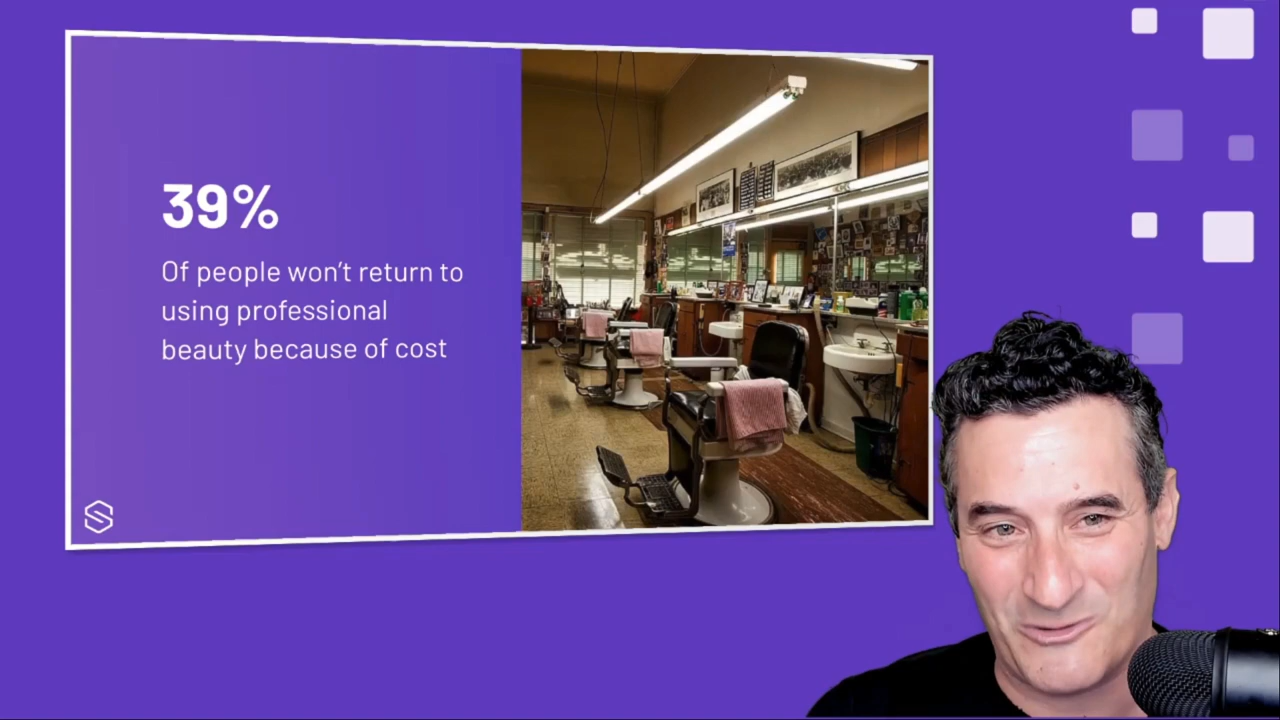 39%
Of people won't return to
using professional
beauty because of cost